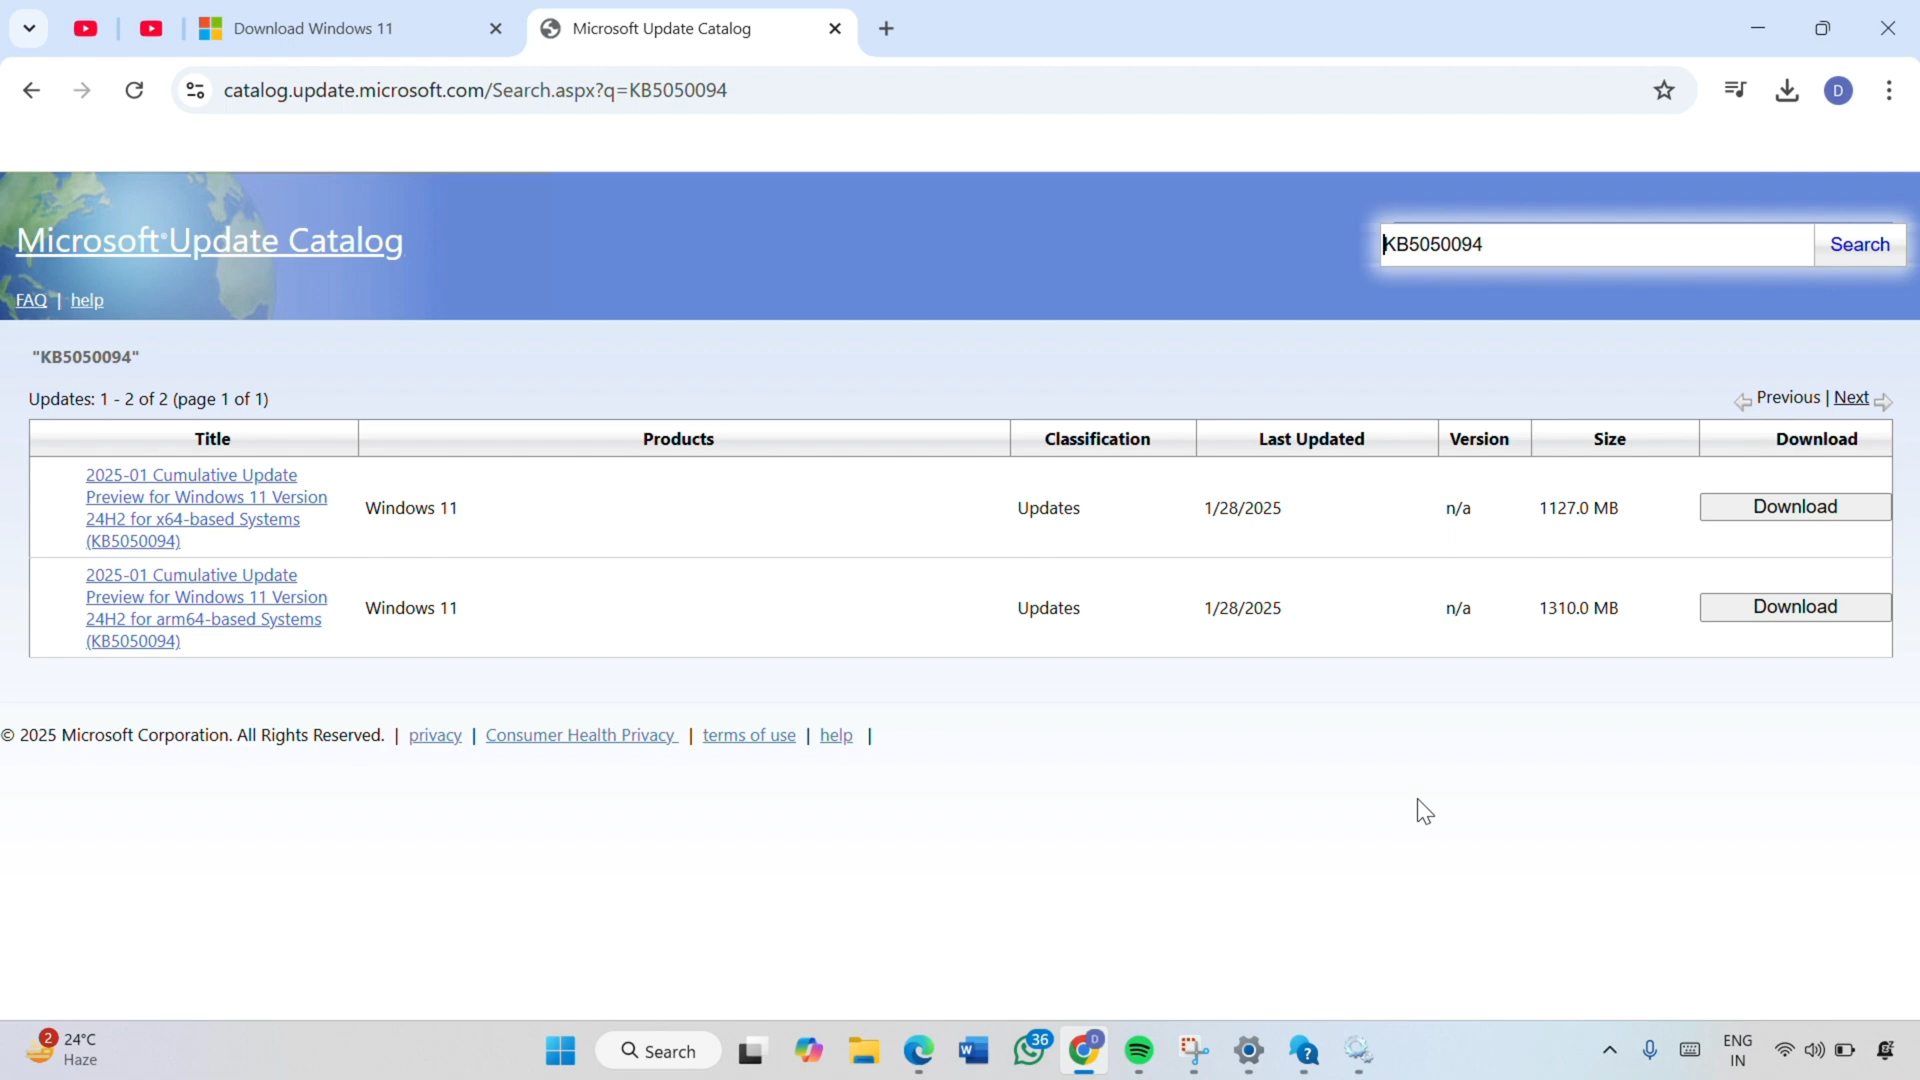 Download Windows 11
Microsoft Update Catalog
catalog.update.microsoft.com/Search.aspx?q=KB5050094
D
Microsoft®Update Catalog
KB5050094
Search
FAQ | help
"KB5050094"
Updates: 1 - 2 of 2 (page 1 of 1)
Previous | Next
Title Products Classification Last Updated Version Size Download
2025-01 Cumulative Update
Preview for Windows 11 Version
24H2 for x64-based Systems
(KB5050094)
Windows 11 Updates 1/28/2025 n/a 1127.0 MB Download
2025-01 Cumulative Update
Preview for Windows 11 Version
24H2 for arm64-based Systems
(KB5050094)
Windows 11 Updates 1/28/2025 n/a 1310.0 MB Download
© 2025 Microsoft Corporation. All Rights Reserved. | privacy | Consumer Health Privacy | terms of use | help |
2
24°C
Haze
Search
W
36
D
ENG
IN